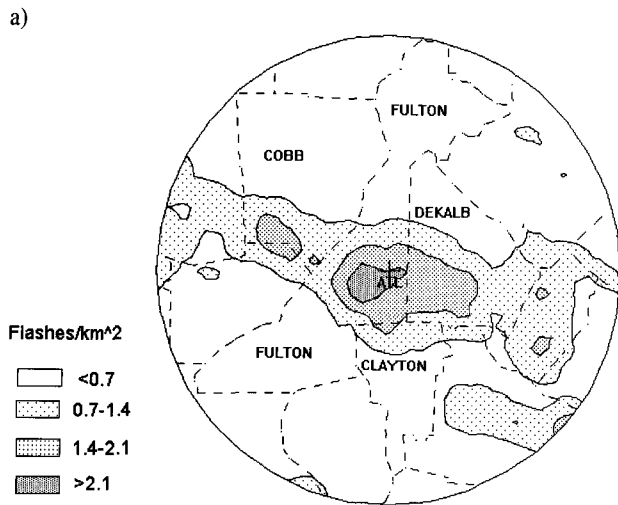 a)
FULTON
COBB
DEKALB
ATL
Flashes/km^2
FULTON
CLAYTON
<0.7
0.7-1.4
1.4-2.1
>2.1